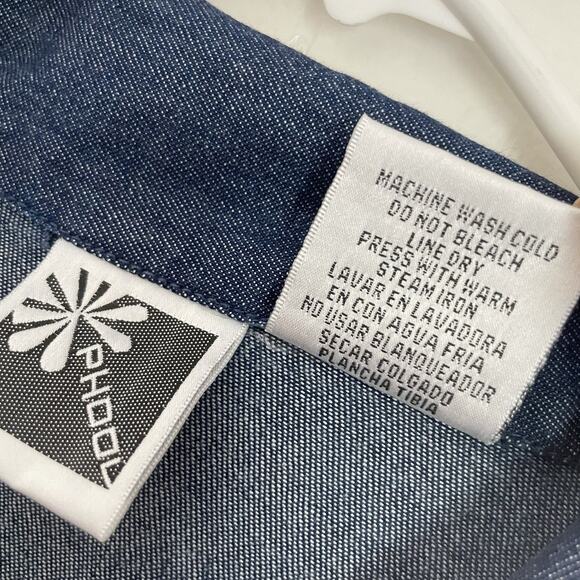 MACHINE WASH COLD
DO NOT BLEACH
LINE DRY
PRESS WITH WARM
STEAM IRON
LAVAR EN LAVADORA
EN CON AGUA FRIA
NO USAR BLANQUEADOR
SECAR COLGADO
PLANCHA TIBIA
PHOOL